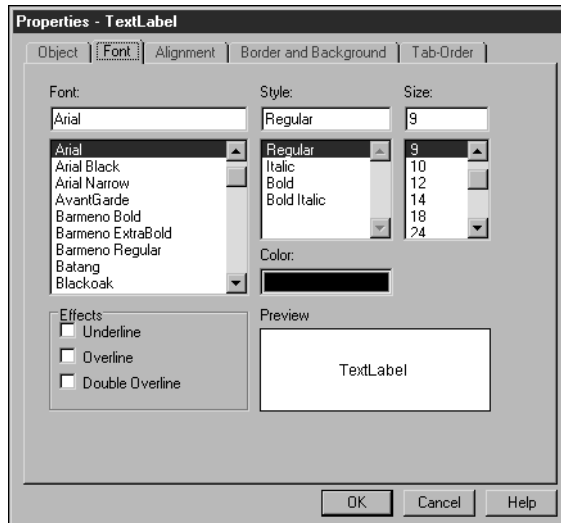 Properties - TextLabel
Object Font Alignment Border and Background Tab-Order
Font: Style: Size:
Arial Regular 9
Arial Regular 9
Arial Black Italic 10
Arial Narrow Bold 12
AvantGarde Bold Italic 14
Barmeno Bold 18
Barmeno ExtraBold 24
Barmeno Regular
Batang
Blackoak
Color:
Effects
Underline
Overline
Double Overline
Preview
TextLabel
OK Cancel Help